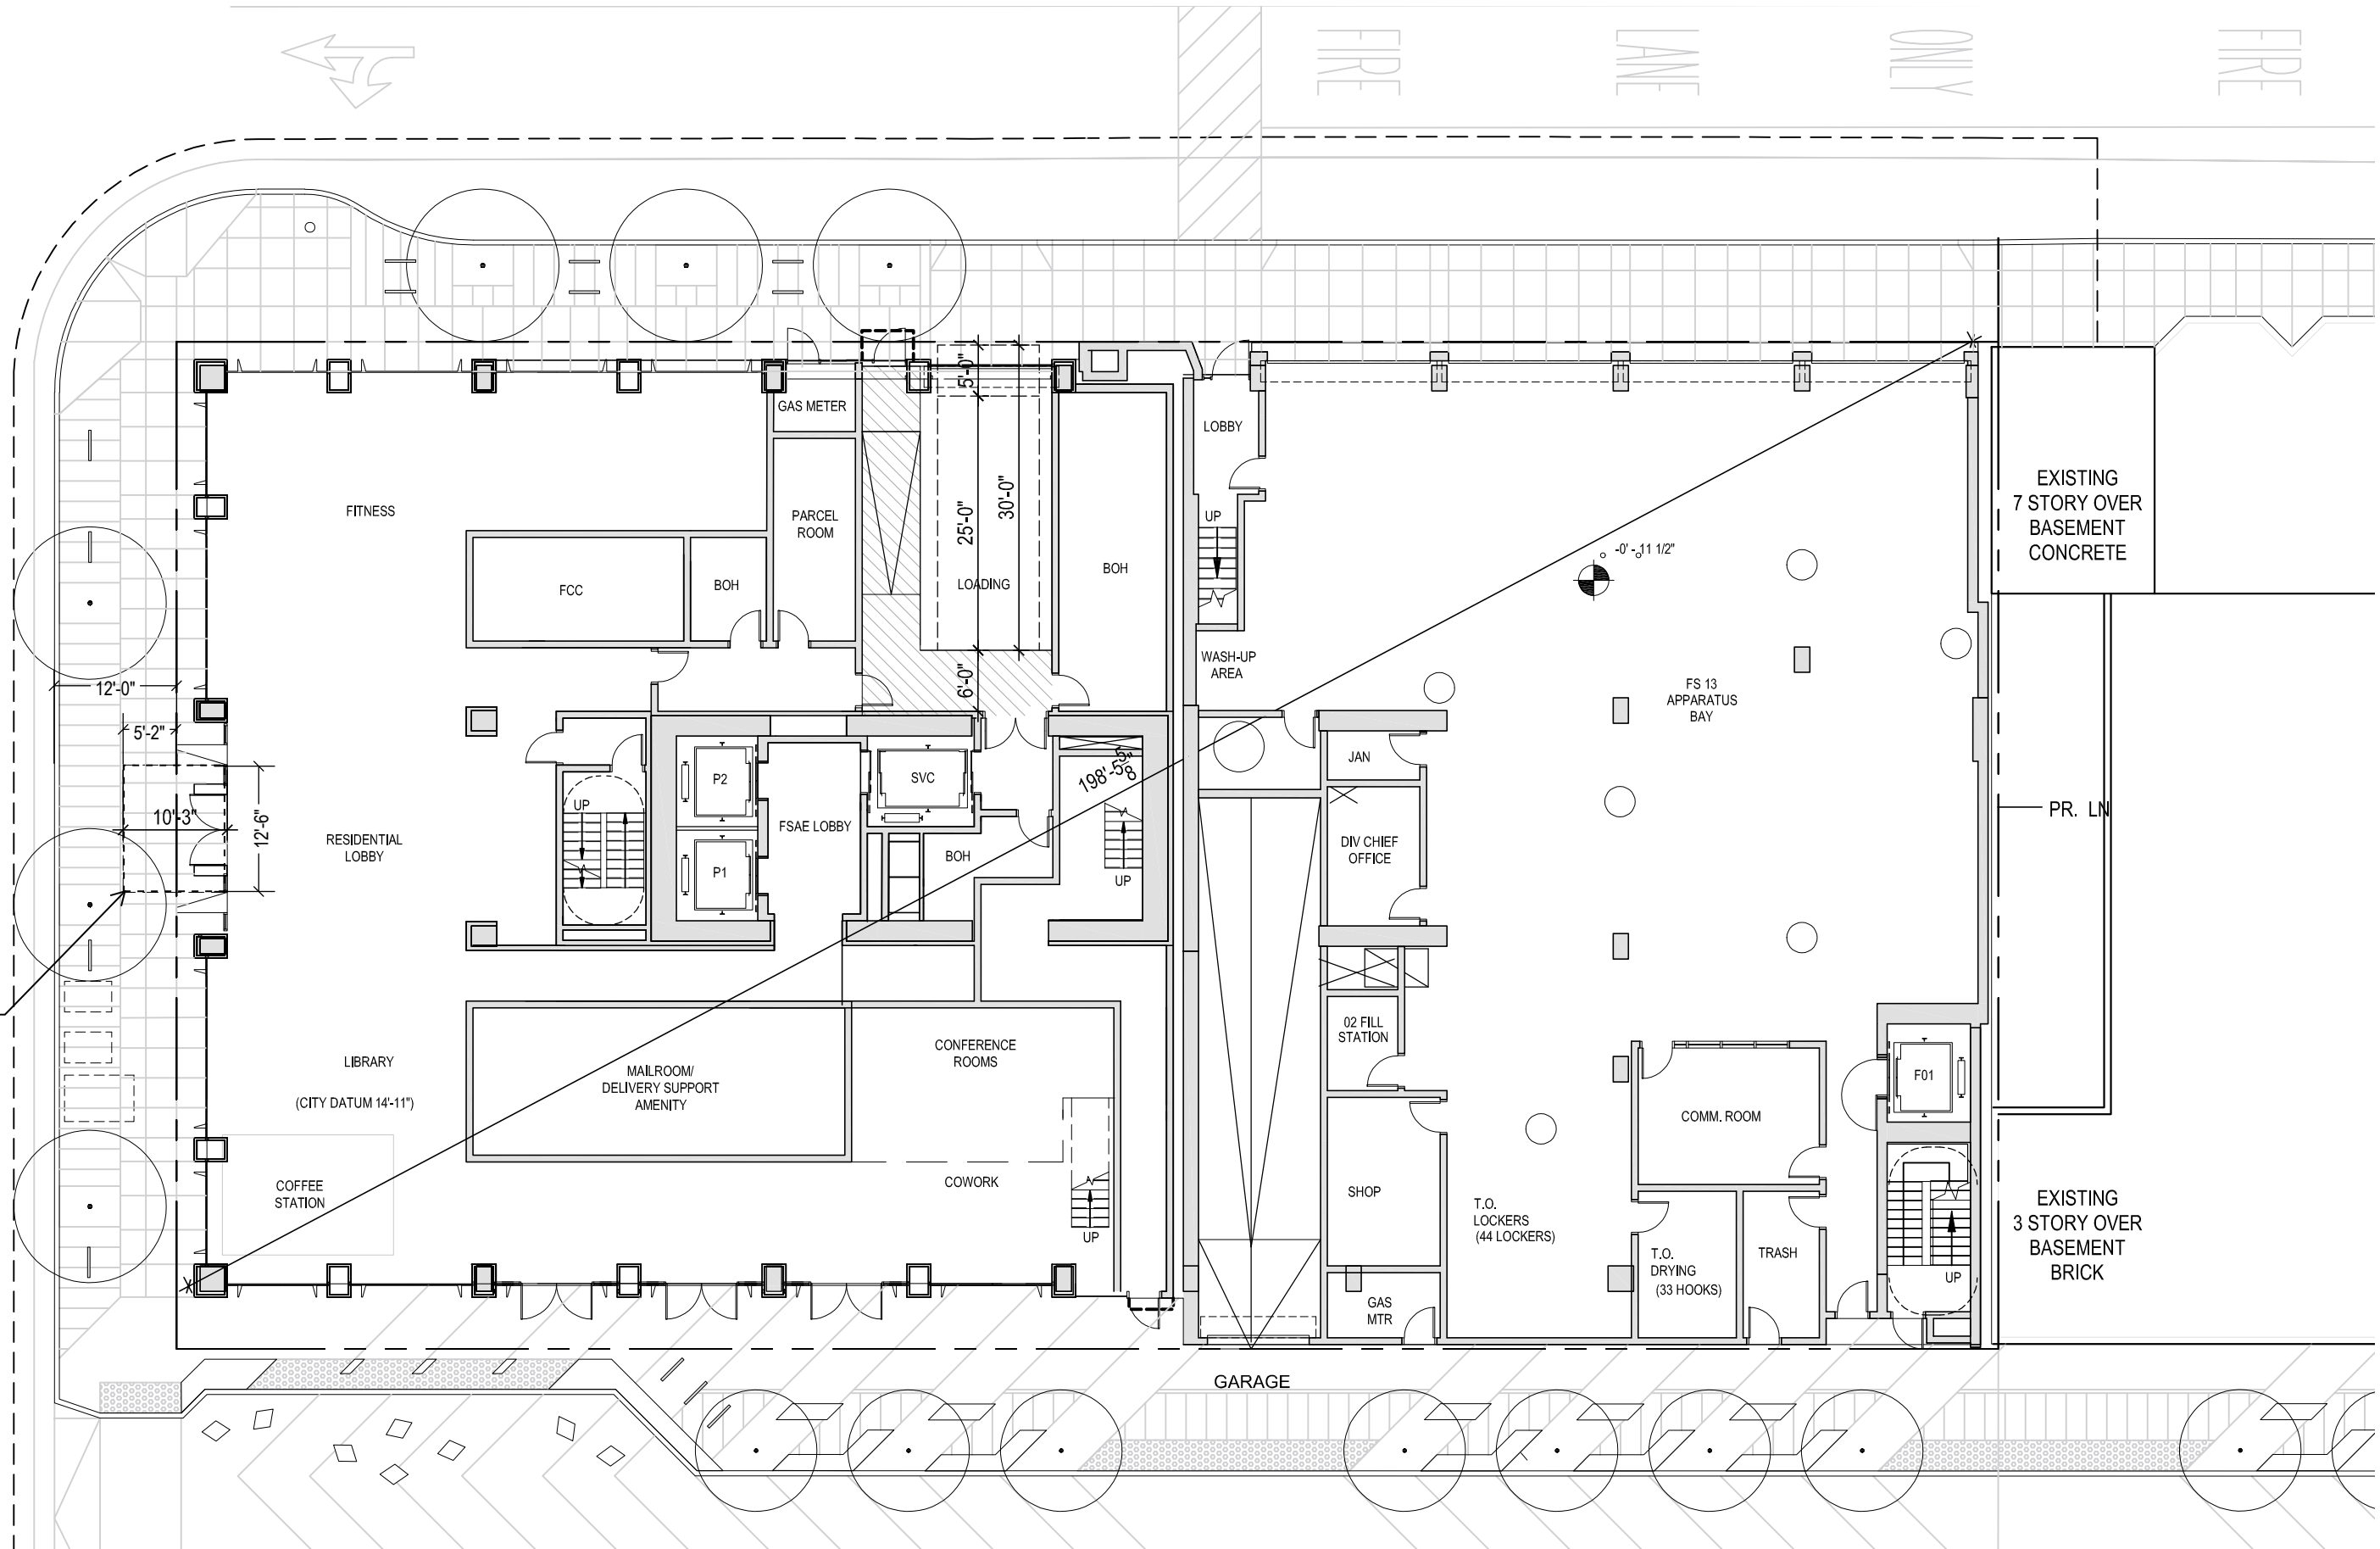 FIRE
LANE
ONLY
FIRE
GAS METER
5'-0"
LOBBY
FITNESS
PARCEL
ROOM
25'-0"
30'-0"
UP
EXISTING
7 STORY OVER
BASEMENT
CONCRETE
-0' - 11 1/2"
FCC
BOH
LOADING
BOH
WASH-UP
AREA
12'-0"
6'-0"
FS 13
APPARATUS
BAY
5'-2"
P2
SVC
198'-5 5/8"
JAN
10'-3"
12'-6"
UP
FSAE LOBBY
PR. LN
RESIDENTIAL
LOBBY
DIV CHIEF
OFFICE
P1
BOH
UP
02 FILL
STATION
LIBRARY
CONFERENCE
ROOMS
MAILROOM/
DELIVERY SUPPORT
AMENITY
F01
(CITY DATUM 14'-11")
COMM. ROOM
COFFEE
STATION
COWORK
SHOP
T.O.
LOCKERS
(44 LOCKERS)
EXISTING
3 STORY OVER
BASEMENT
BRICK
UP
T.O.
DRYING
(33 HOOKS)
TRASH
UP
GAS
MTR
GARAGE